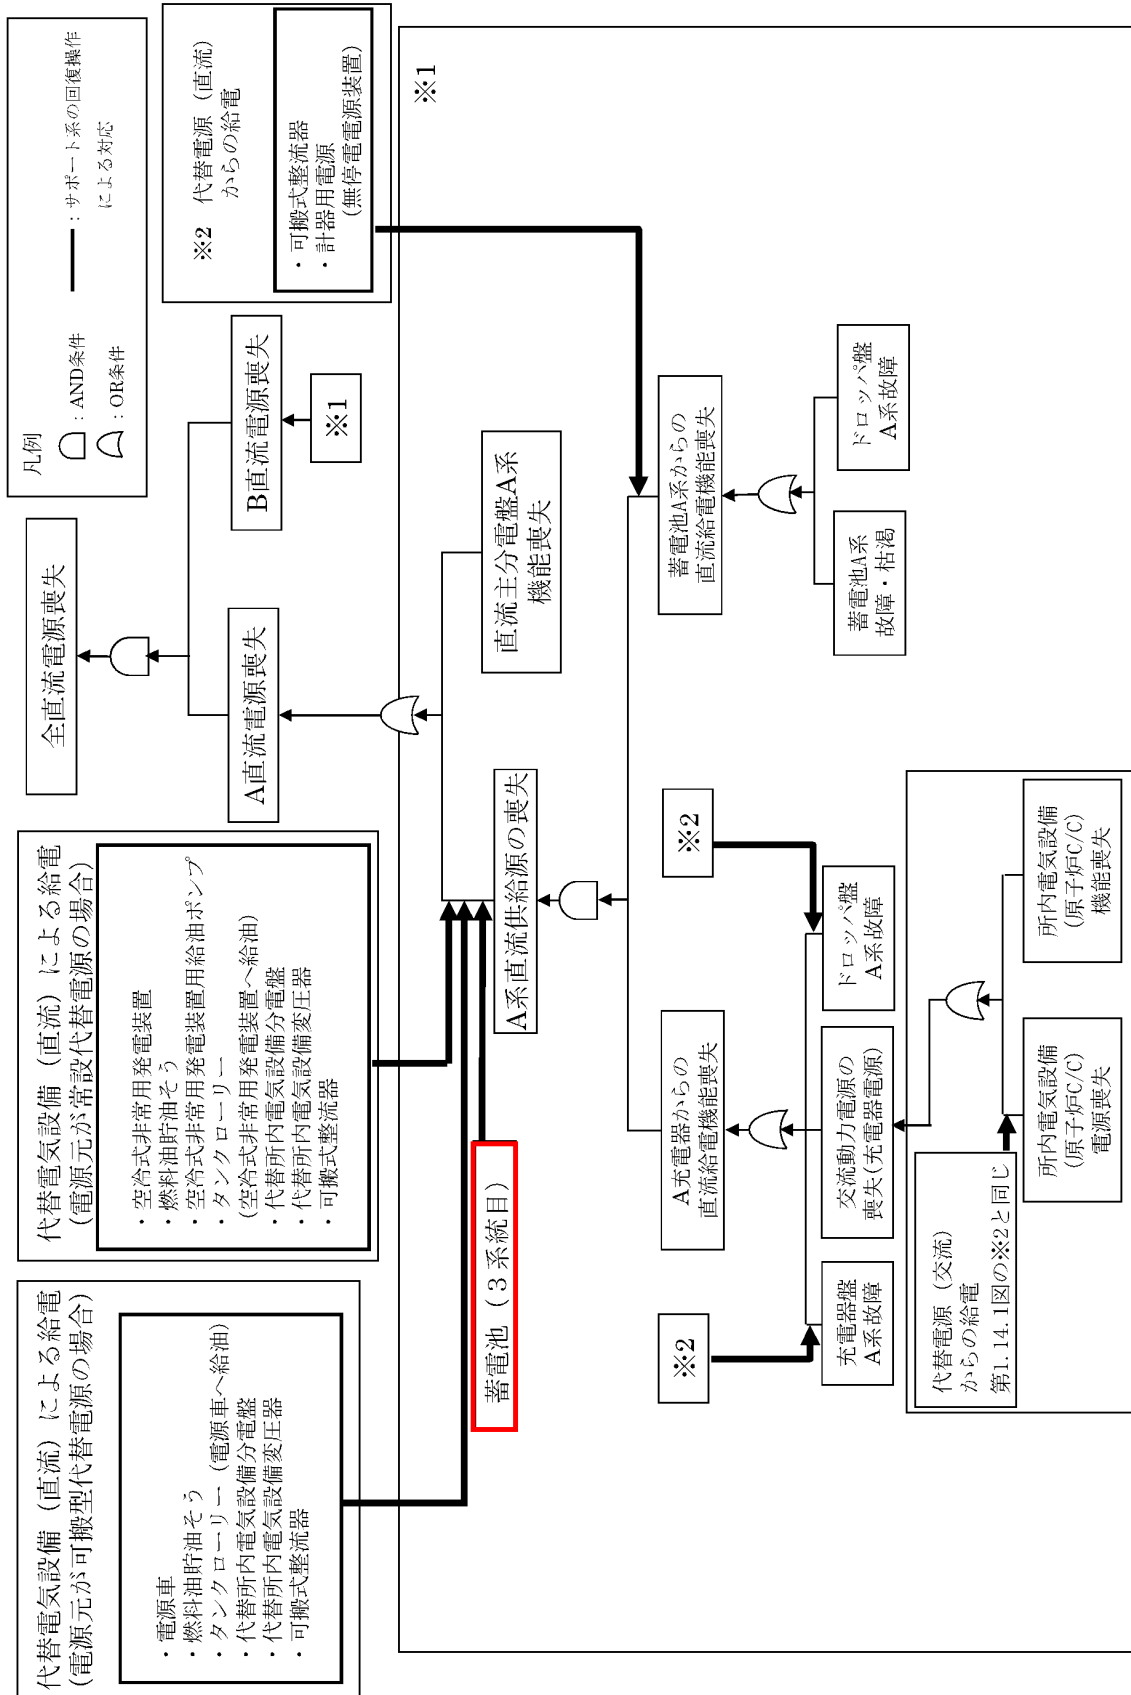 代替電気設備（直流）による給電
(電源元が可搬型代替電源の場合)
・電源車
・燃料油貯油そう
・タンクローリー（電源車へ給油）
・代替所内電気設備分電盤
・代替所内電気設備変圧器
・可搬式整流器
代替電気設備（直流）による給電
(電源元が常設代替電源の場合)
・空冷式非常用発電装置
・燃料油貯油そう
・空冷式非常用発電装置用給油ポンプ
・タンクローリー
(空冷式非常用発電装置へ給油)
・代替所内電気設備分電盤
・代替所内電気設備変圧器
・可搬式整流器
全直流電源喪失
凡例
：AND条件
：OR条件
：サポート系の回復操作
による対応
A直流電源喪失
B直流電源喪失
※1
※2 代替電源（直流）
からの給電
・可搬式整流器
・計器用電源
(無停電電源装置)
※1
蓄電池（３系統目）
A系直流供給源の喪失
直流主分電盤A系
機能喪失
A充電器からの
直流給電機能喪失
蓄電池A系からの
直流給電機能喪失
※2
※2
充電器盤
A系故障
交流動力電源の
喪失(充電器電源)
ドロッパ盤
A系故障
蓄電池A系
故障・枯渇
ドロッパ盤
A系故障
代替電源（交流）
からの給電
第1.14.1図の※2と同じ
所内電気設備
(原子炉C/C)
電源喪失
所内電気設備
(原子炉C/C)
機能喪失